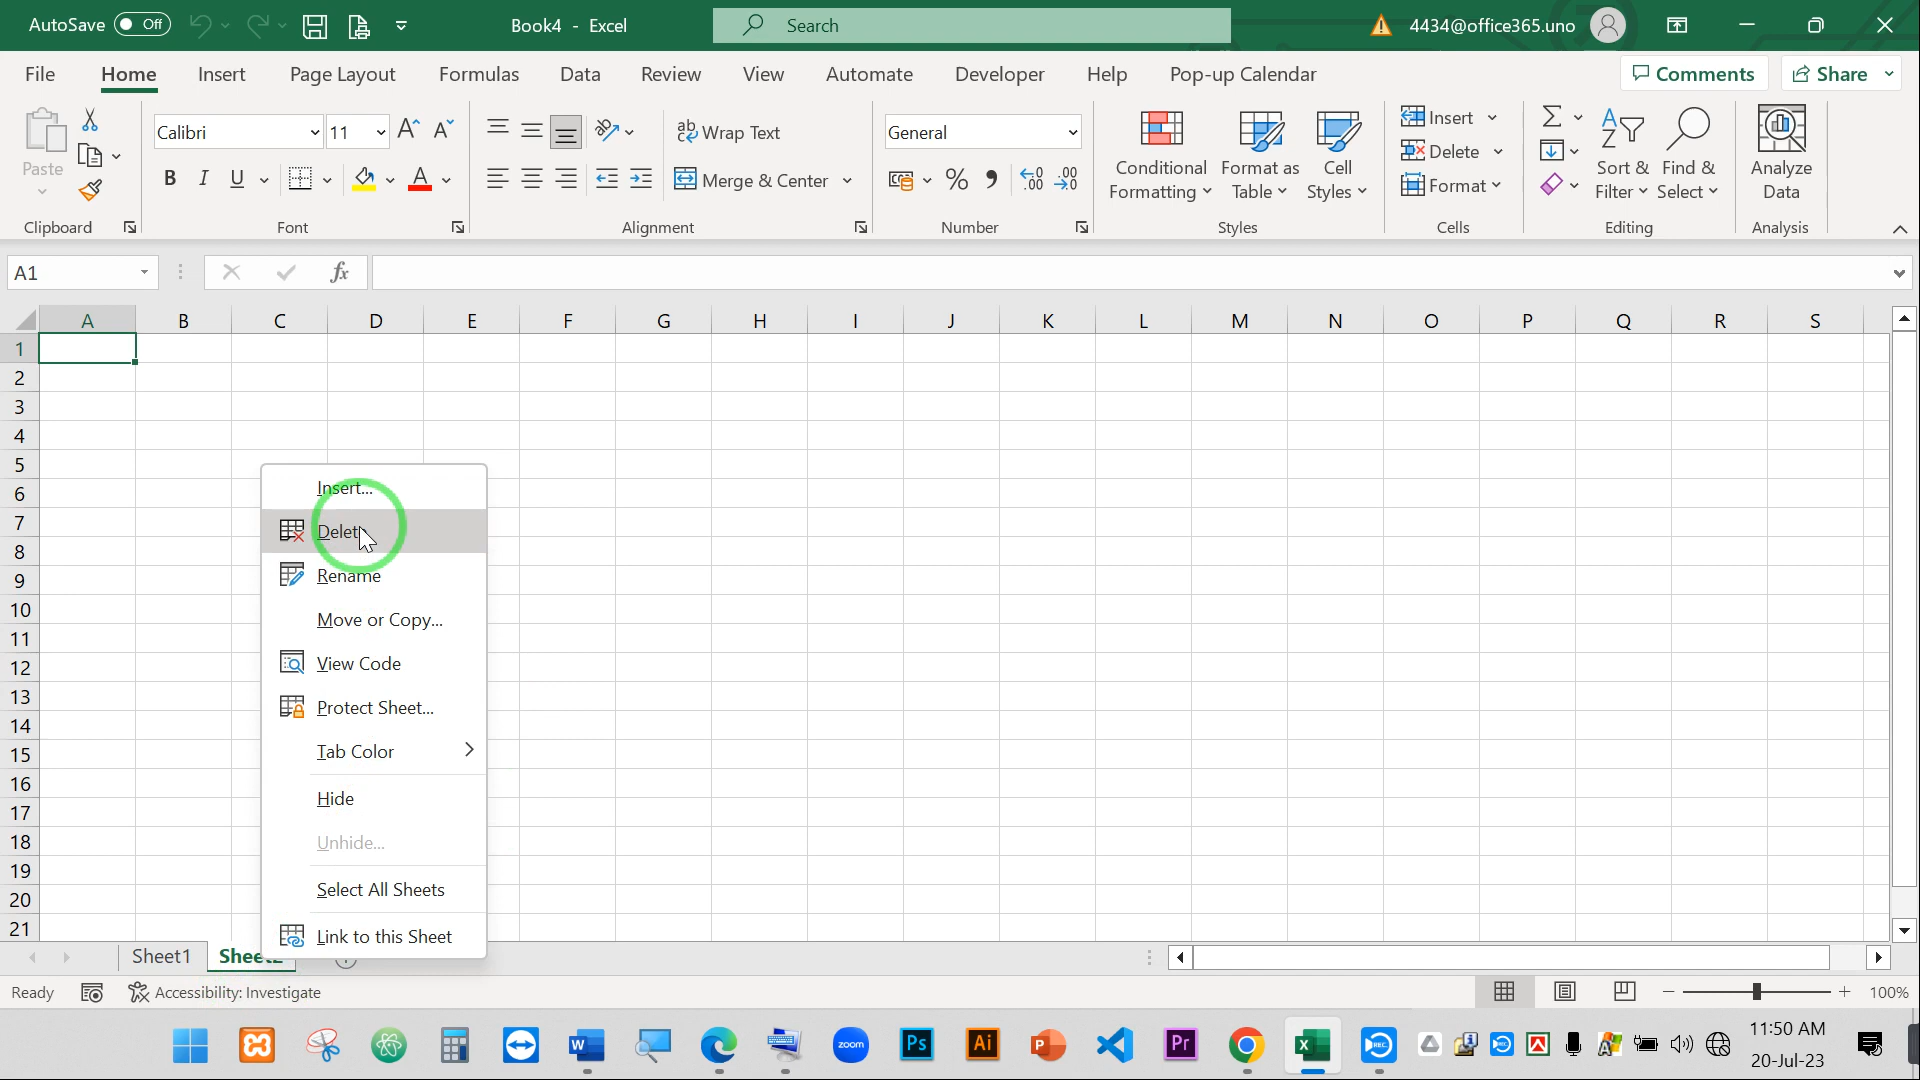 AutoSave Off Book4 - Excel Search 4434@office365.uno
File Home Insert Page Layout Formulas Data Review View Automate Developer Help Pop-up Calendar Comments Share
Calibri 11 ab Wrap Text General Insert
Paste Delete
B I U Merge & Center % Conditional Formatting Format as Table Cell Styles Format Sort & Filter Find & Select Analyze Data
Clipboard Font Alignment Number Styles Cells Editing Analysis
A1 fx
A B C D E F G H I J K L M N O P Q R S
1
2
3
4
5
6
7
8
9
10
11
12
13
14
15
16
17
18
19
20
21
Insert...
Rename
Move or Copy...
View Code
Protect Sheet...
Tab Color
Hide
Unhide...
Select All Sheets
Link to this Sheet
Sheet1
Ready Accessibility: Investigate 100%
zoom Ps Ai Pr 11:50 AM
20-Jul-23